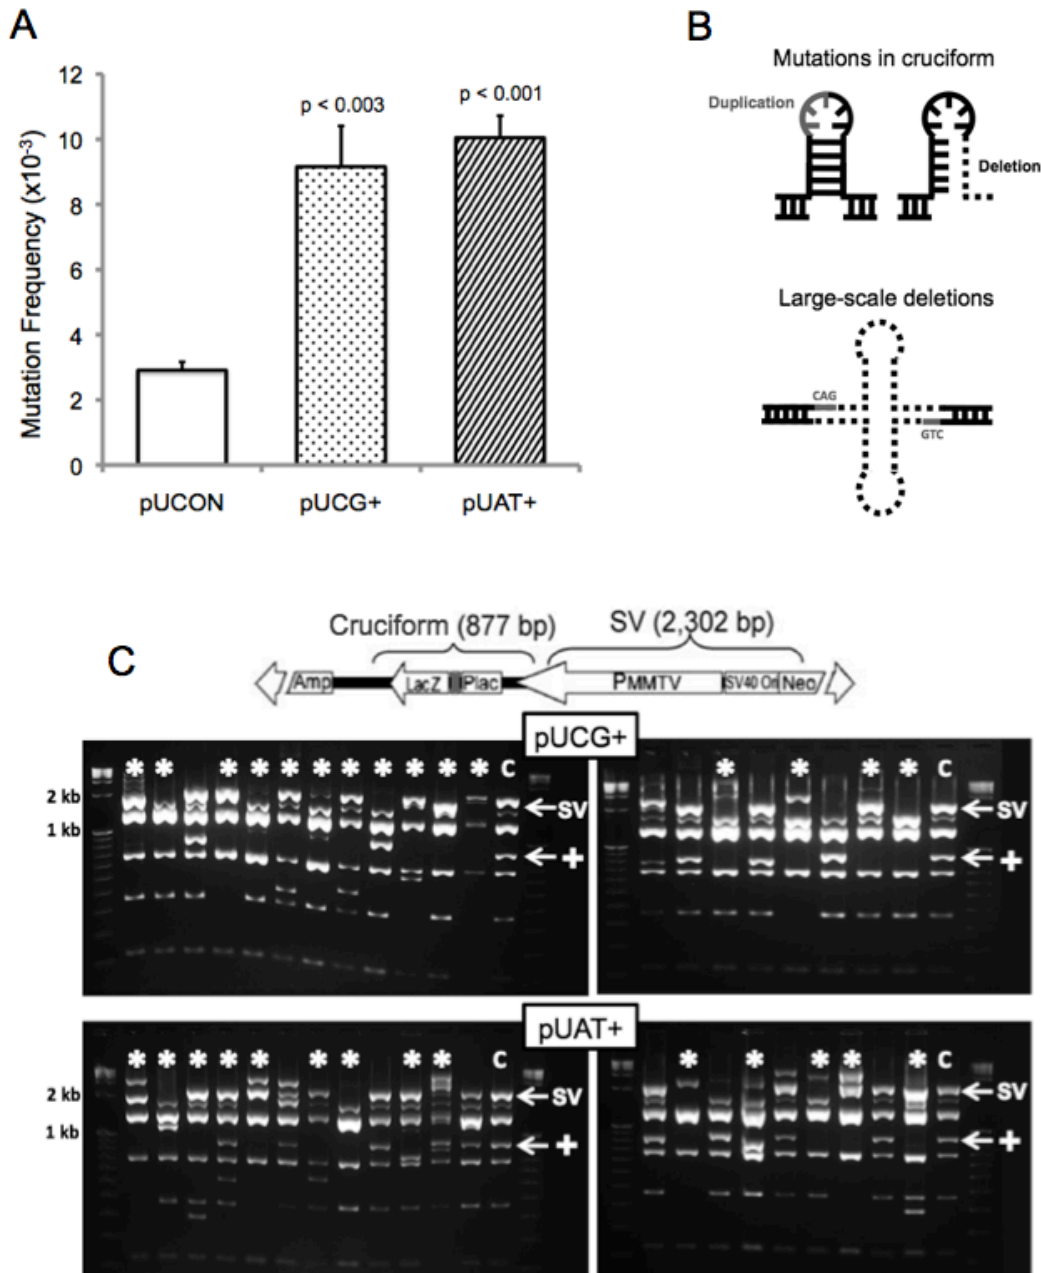 A
Mutation Frequency (x10-3)
12
10
8
6
4
2
0
p < 0.003
p < 0.001
pUCON
pUCG+
pUAT+
B
Mutations in cruciform
Duplication
Deletion
Large-scale deletions
CAG
GTC
C
Cruciform (877 bp)
SV (2,302 bp)
Amp
LacZ
Plac
PMMTV
SV40 Ori
Neo
pUCG+
* * * * * * * * * * * C
2 kb
1 kb
SV
+
* * * * C
SV
+
pUAT+
* * * * * * * * * C
2 kb
1 kb
SV
+
* * * * * C
SV
+